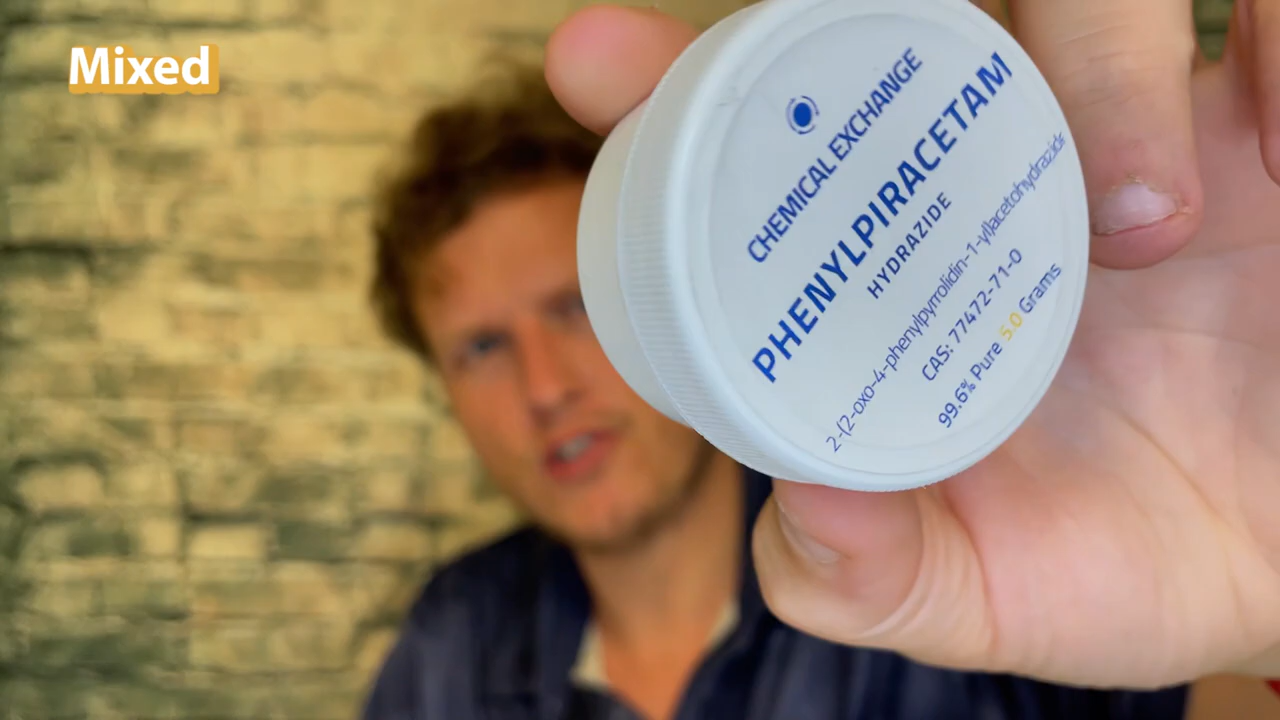 Mixed
CHEMICAL EXCHANGE
PHENYLPIRACETAM
HYDRAZIDE
2-(2-oxo-4-phenylpyrrolidin-1-yl)acetohydrazide
CAS: 77472-71-0
99.6% Pure 5.0 Grams